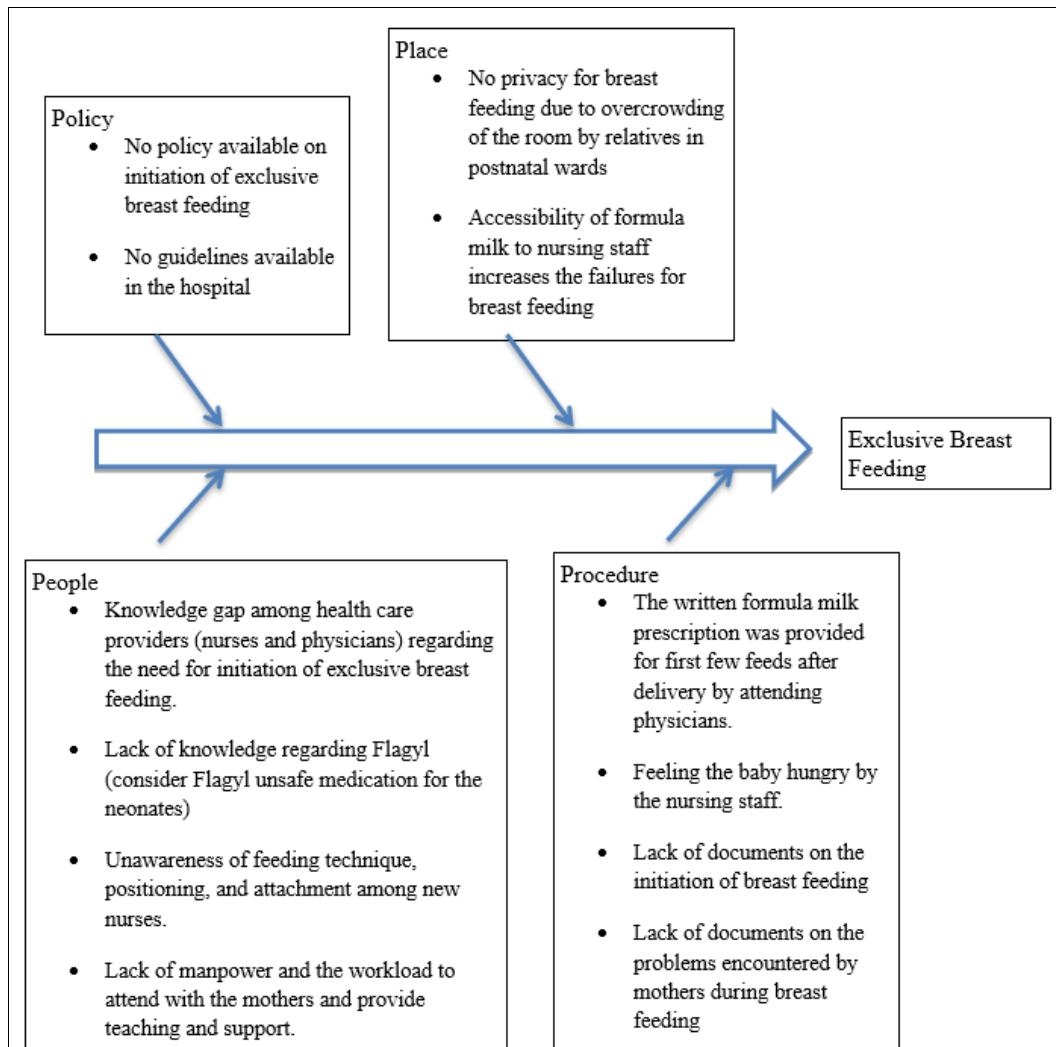 Policy
• No policy available on
initiation of exclusive
breast feeding
• No guidelines available
in the hospital
Place
• No privacy for breast
feeding due to overcrowding
of the room by relatives in
postnatal wards
• Accessibility of formula
milk to nursing staff
increases the failures for
breast feeding
Exclusive Breast
Feeding
People
• Knowledge gap among health care
providers (nurses and physicians) regarding
the need for initiation of exclusive breast
feeding.
• Lack of knowledge regarding Flagyl
(consider Flagyl unsafe medication for the
neonates)
• Unawareness of feeding technique,
positioning, and attachment among new
nurses.
• Lack of manpower and the workload to
attend with the mothers and provide
teaching and support.
Procedure
• The written formula milk
prescription was provided
for first few feeds after
delivery by attending
physicians.
• Feeling the baby hungry by
the nursing staff.
• Lack of documents on the
initiation of breast feeding
• Lack of documents on the
problems encountered by
mothers during breast
feeding